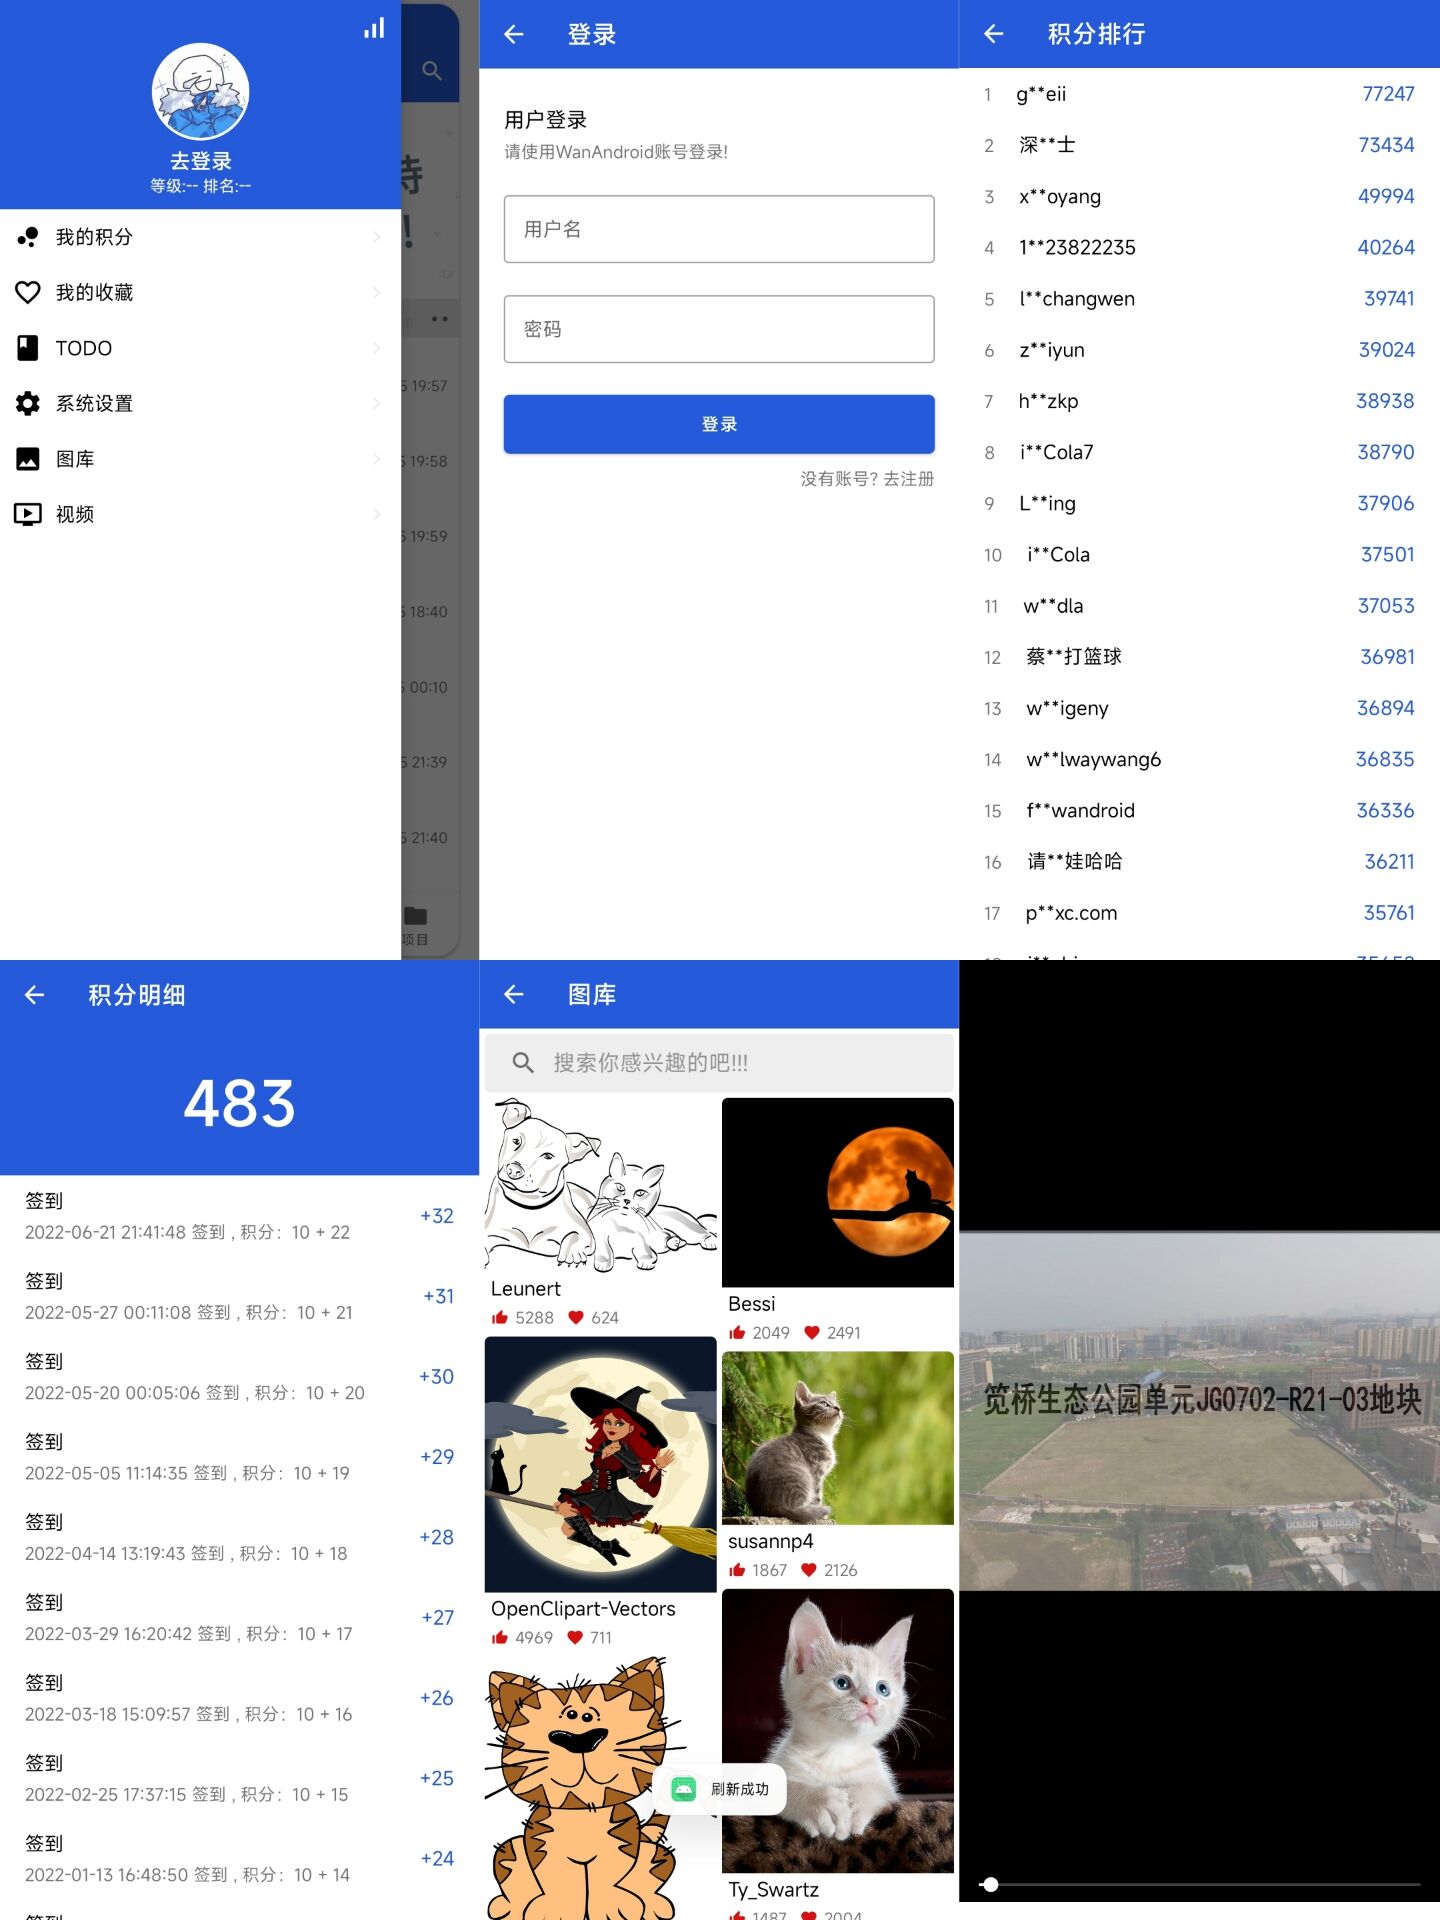 去登录
等级:-- 排名:--
我的积分
我的收藏
TODO
系统设置
图库
视频
!
19:57
19:58
19:59
18:40
00:10
21:39
21:40
项目
登录
用户登录
请使用WanAndroid账号登录!
用户名
密码
登录
没有账号? 去注册
积分排行
1 g**eii 77247
2 深**士 73434
3 x**oyang 49994
4 1**23822235 40264
5 l**changwen 39741
6 z**iyun 39024
7 h**zkp 38938
8 i**Cola7 38790
9 L**ing 37906
10 i**Cola 37501
11 w**dla 37053
12 蔡**打篮球 36981
13 w**igeny 36894
14 w**lwaywang6 36835
15 f**wandroid 36336
16 请**娃哈哈 36211
17 p**xc.com 35761
积分明细
483
签到
2022-06-21 21:41:48 签到 , 积分：10 + 22
+32
签到
2022-05-27 00:11:08 签到 , 积分：10 + 21
+31
签到
2022-05-20 00:05:06 签到 , 积分：10 + 20
+30
签到
2022-05-05 11:14:35 签到 , 积分：10 + 19
+29
签到
2022-04-14 13:19:43 签到 , 积分：10 + 18
+28
签到
2022-03-29 16:20:42 签到 , 积分：10 + 17
+27
签到
2022-03-18 15:09:57 签到 , 积分：10 + 16
+26
签到
2022-02-25 17:37:15 签到 , 积分：10 + 15
+25
签到
2022-01-13 16:48:50 签到 , 积分：10 + 14
+24
图库
搜索你感兴趣的吧!!!
Leunert
5288 624
Bessi
2049 2491
OpenClipart-Vectors
4969 711
susannp4
1867 2126
刷新成功
Ty_Swartz
1487 2004
笕桥生态公园单元JG0702-R21-03地块